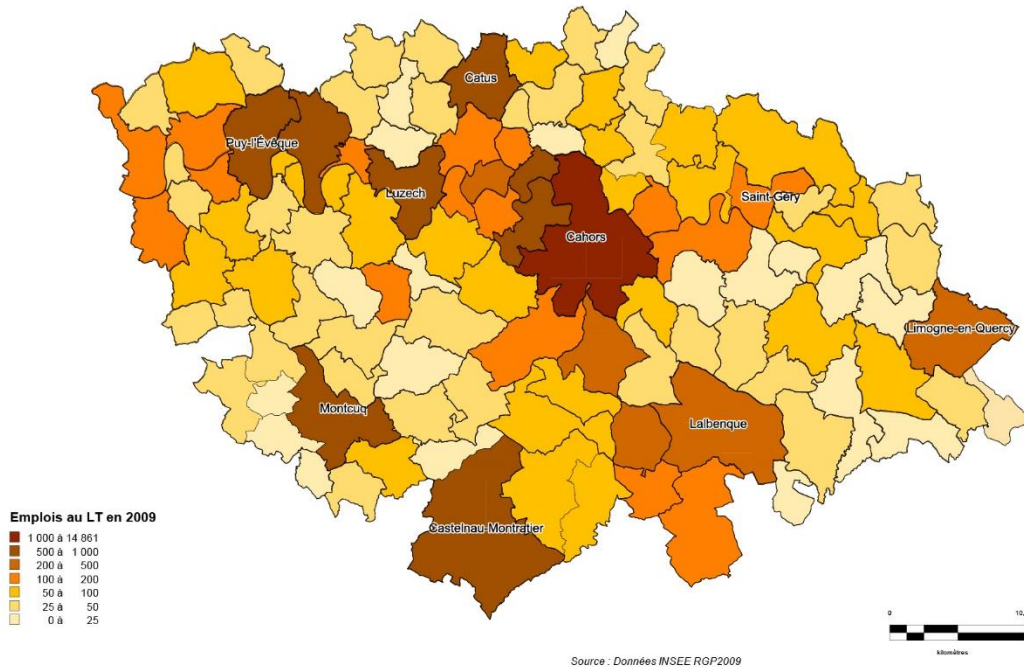 Catus
Puy-l'Évêque
Luzech
Saint-Géry
Cahors
Limogne-en-Quercy
Montcuq
Lalbenque
Castelnau-Montratier
Emplois au LT en 2009
1 000 à 14 861
500 à 1 000
200 à 500
100 à 200
50 à 100
25 à 50
0 à 25
0 10,
kilomètres
Source : Données INSEE RGP2009